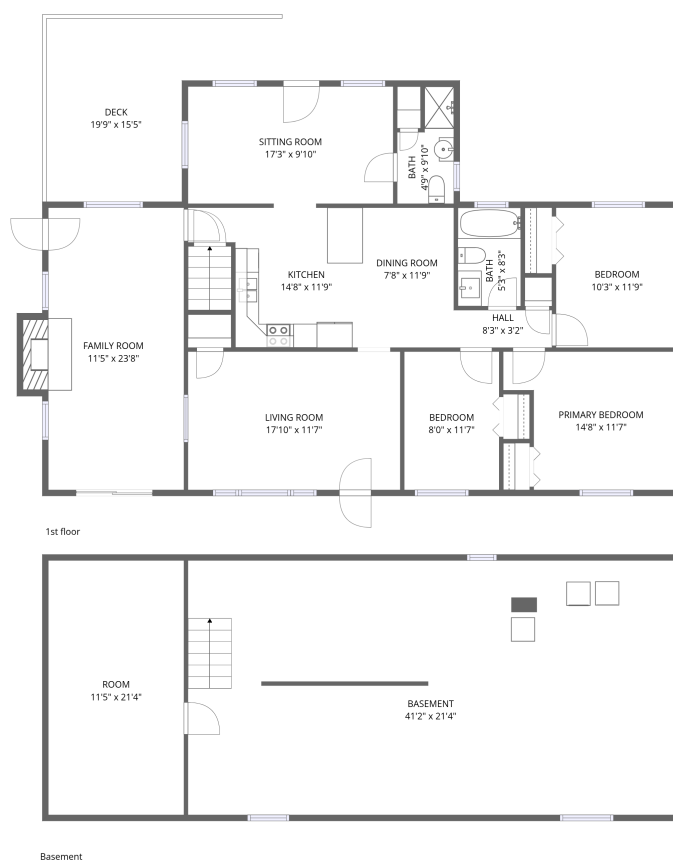 DECK
19'9" x 15'5"
SITTING ROOM
17'3" x 9'10"
BATH
4'9" x 9'10"
KITCHEN
14'8" x 11'9"
DINING ROOM
7'8" x 11'9"
BATH
5'3" x 8'3"
BEDROOM
10'3" x 11'9"
HALL
8'3" x 3'2"
FAMILY ROOM
11'5" x 23'8"
LIVING ROOM
17'10" x 11'7"
BEDROOM
8'0" x 11'7"
PRIMARY BEDROOM
14'8" x 11'7"
1st floor
ROOM
11'5" x 21'4"
BASEMENT
41'2" x 21'4"
Basement